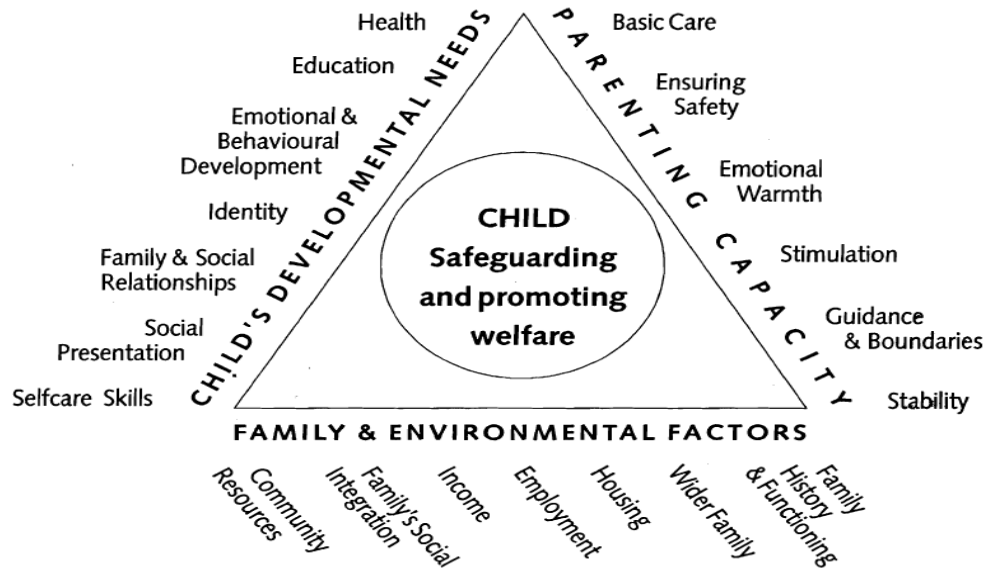 Health
Education
Emotional &
Behavioural
Development
Identity
Family & Social
Relationships
Social
Presentation
Selfcare Skills
CHILD'S DEVELOPMENTAL NEEDS
CHILD
Safeguarding
and promoting
welfare
PARENTING CAPACITY
Basic Care
Ensuring
Safety
Emotional
Warmth
Stimulation
Guidance
& Boundaries
Stability
FAMILY & ENVIRONMENTAL FACTORS
Community
Resources
Family's Social
Integration
Income
Employment
Housing
Wider Family
Family
History
& Functioning